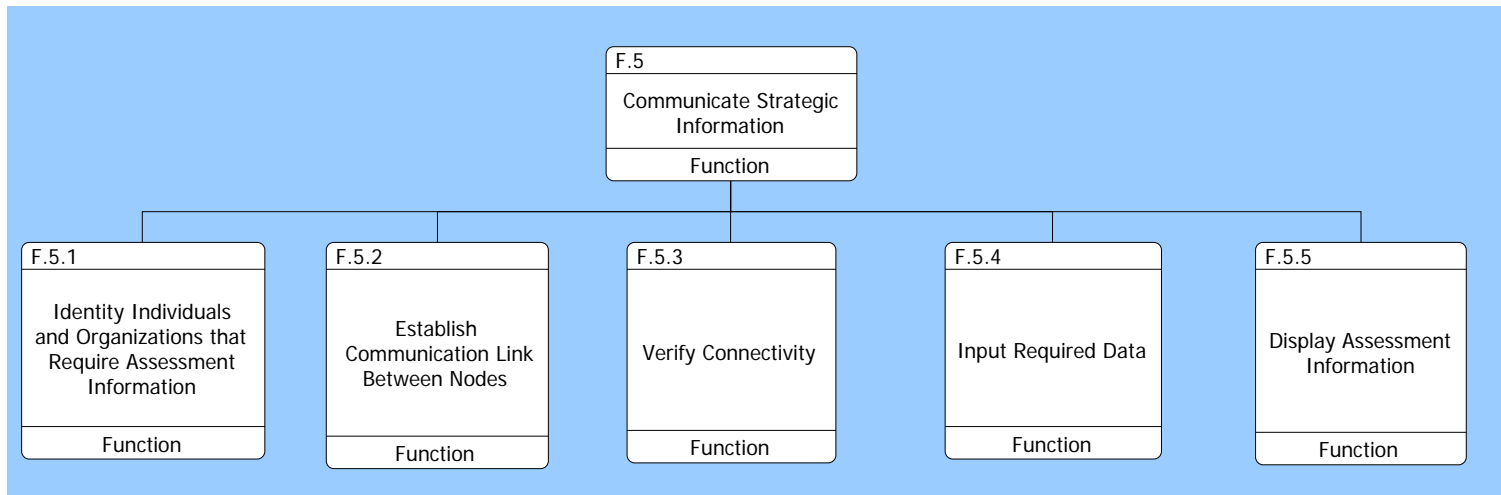 F.5
Communicate Strategic
Information
Function
F.5.1
Identity Individuals
and Organizations that
Require Assessment
Information
Function
F.5.2
Establish
Communication Link
Between Nodes
Function
F.5.3
Verify Connectivity
Function
F.5.4
Input Required Data
Function
F.5.5
Display Assessment
Information
Function